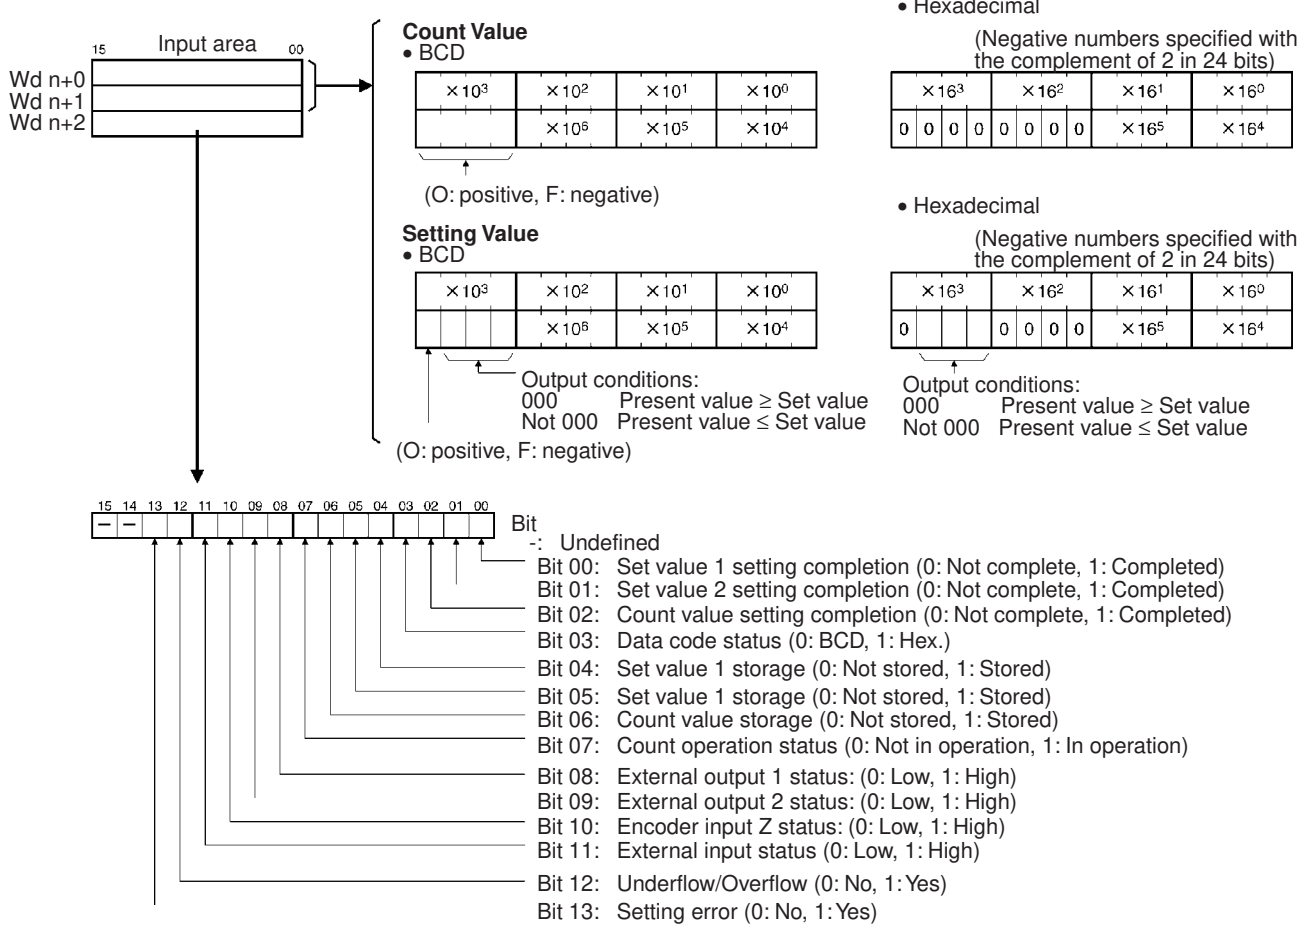 • Hexadecimal
Input area
15 00
Wd n+0
Wd n+1
Wd n+2
Count Value
• BCD
(Negative numbers specified with
the complement of 2 in 24 bits)
×10³ ×10² ×10¹ ×10⁰
×10⁶ ×10⁵ ×10⁴
×16³ ×16² ×16¹ ×16⁰
0 0 0 0 0 0 0 0 ×16⁵ ×16⁴
(O: positive, F: negative)
Setting Value
• BCD
• Hexadecimal
(Negative numbers specified with
the complement of 2 in 24 bits)
×10³ ×10² ×10¹ ×10⁰
×10⁶ ×10⁵ ×10⁴
×16³ ×16² ×16¹ ×16⁰
0 0 0 0 0 ×16⁵ ×16⁴
Output conditions:
000 Present value ≥ Set value
Not 000 Present value ≤ Set value
Output conditions:
000 Present value ≥ Set value
Not 000 Present value ≤ Set value
(O: positive, F: negative)
15 14 13 12 11 10 09 08 07 06 05 04 03 02 01 00
– – Bit
-: Undefined
Bit 00: Set value 1 setting completion (0: Not complete, 1: Completed)
Bit 01: Set value 2 setting completion (0: Not complete, 1: Completed)
Bit 02: Count value setting completion (0: Not complete, 1: Completed)
Bit 03: Data code status (0: BCD, 1: Hex.)
Bit 04: Set value 1 storage (0: Not stored, 1: Stored)
Bit 05: Set value 1 storage (0: Not stored, 1: Stored)
Bit 06: Count value storage (0: Not stored, 1: Stored)
Bit 07: Count operation status (0: Not in operation, 1: In operation)
Bit 08: External output 1 status: (0: Low, 1: High)
Bit 09: External output 2 status: (0: Low, 1: High)
Bit 10: Encoder input Z status: (0: Low, 1: High)
Bit 11: External input status (0: Low, 1: High)
Bit 12: Underflow/Overflow (0: No, 1: Yes)
Bit 13: Setting error (0: No, 1: Yes)